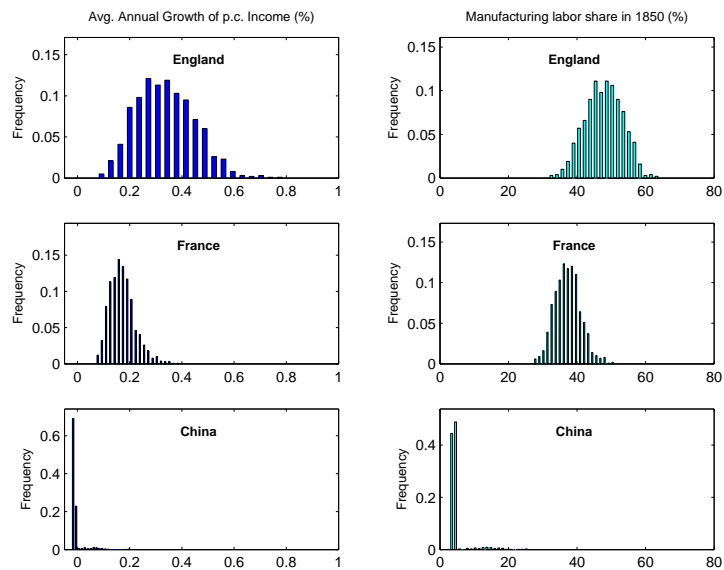 Avg. Annual Growth of p.c. Income (%)
Manufacturing labor share in 1850 (%)
England
Frequency
0.15
0.1
0.05
0
0 0.2 0.4 0.6 0.8 1
England
Frequency
0.15
0.1
0.05
0
0 20 40 60 80
France
Frequency
0.15
0.1
0.05
0
0 0.2 0.4 0.6 0.8 1
France
Frequency
0.15
0.1
0.05
0
0 20 40 60 80
China
Frequency
0.6
0.4
0.2
0
0 0.2 0.4 0.6 0.8 1
China
Frequency
0.4
0.2
0
0 20 40 60 80